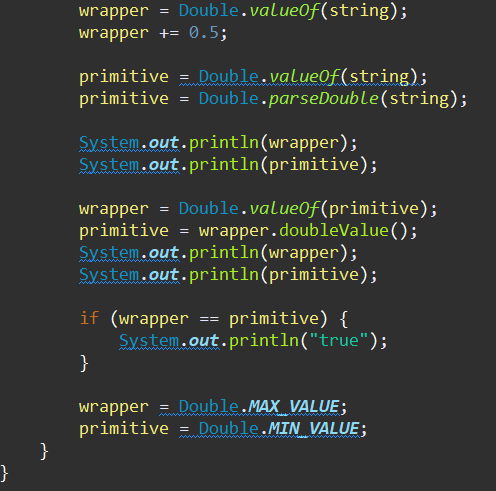 wrapper = Double.valueOf(string);
wrapper += 0.5;
primitive = Double.valueOf(string);
primitive = Double.parseDouble(string);
System.out.println(wrapper);
System.out.println(primitive);
wrapper = Double.valueOf(primitive);
primitive = wrapper.doubleValue();
System.out.println(wrapper);
System.out.println(primitive);
if (wrapper == primitive) {
System.out.println("true");
}
wrapper = Double.MAX_VALUE;
primitive = Double.MIN_VALUE;
}
}